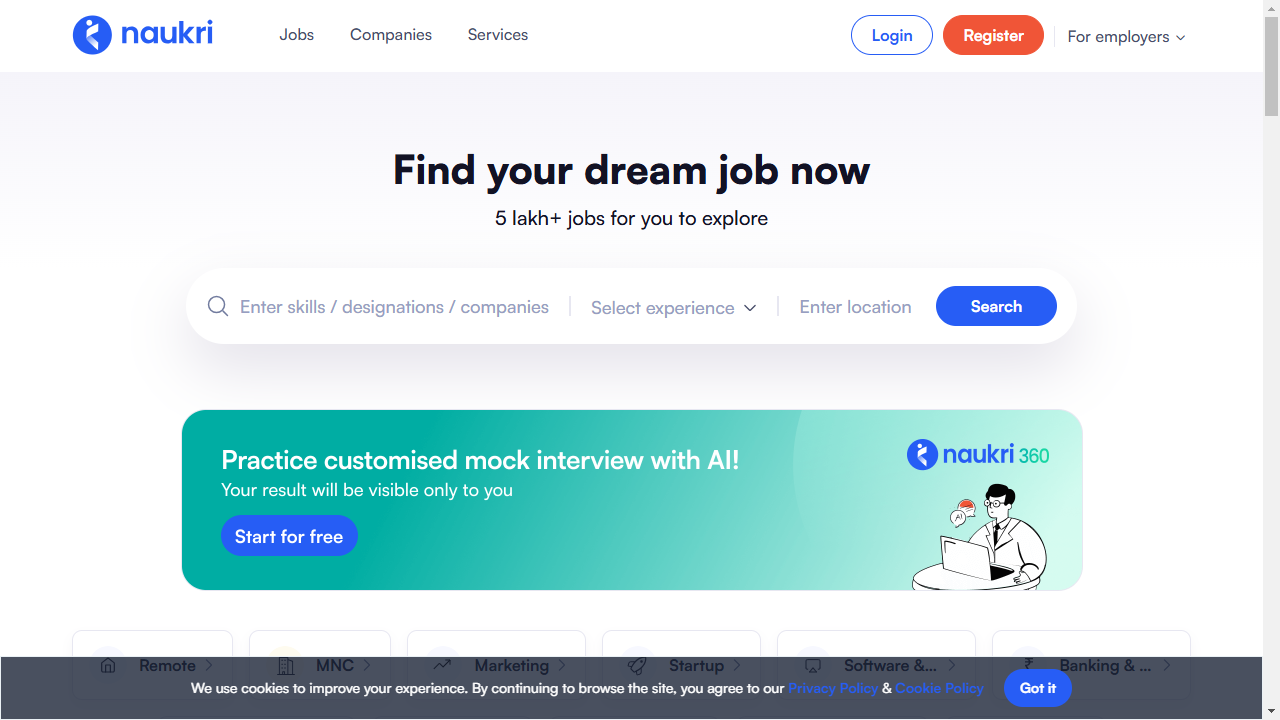 naukri
Jobs
Companies
Services
Login
Register
For employers
Find your dream job now
5 lakh+ jobs for you to explore
Enter skills / designations / companies
Select experience
Enter location
Search
Practice customised mock interview with AI!
Your result will be visible only to you
Start for free
naukri 360
AI
Remote
MNC
Marketing
Startup
Software &...
Banking & ...
We use cookies to improve your experience. By continuing to browse the site, you agree to our Privacy Policy & Cookie Policy
Got it